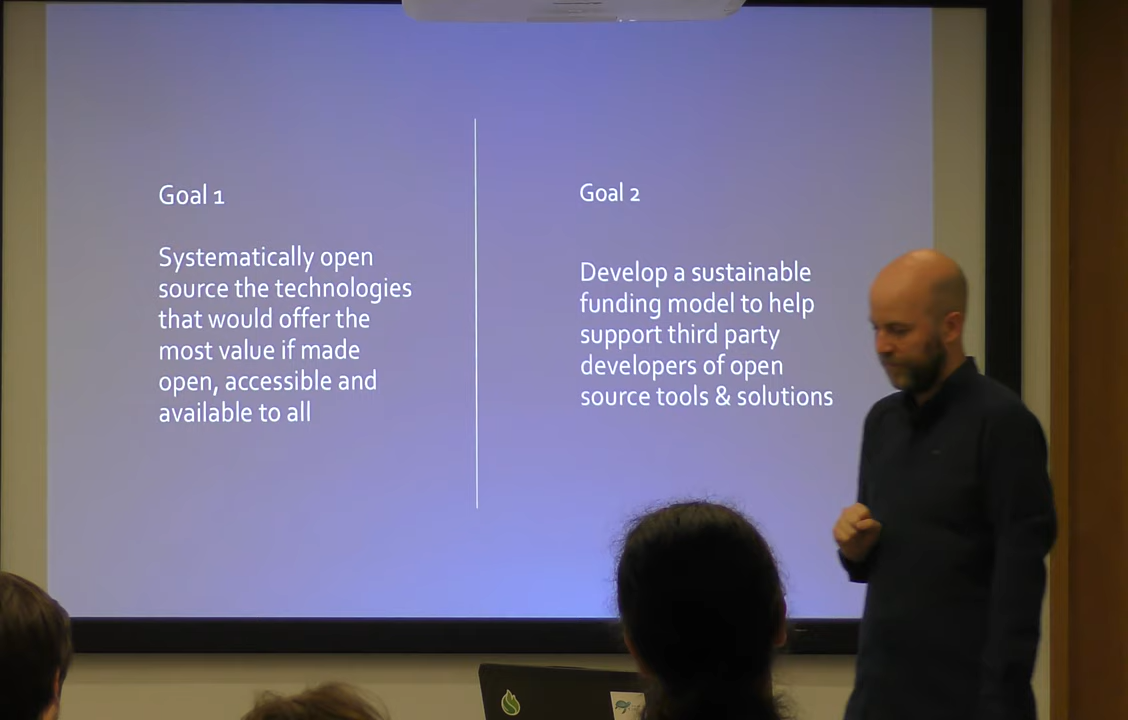 Goal 1
Systematically open
source the technologies
that would offer the
most value if made
open, accessible and
available to all
Goal 2
Develop a sustainable
funding model to help
support third party
developers of open
source tools & solutions